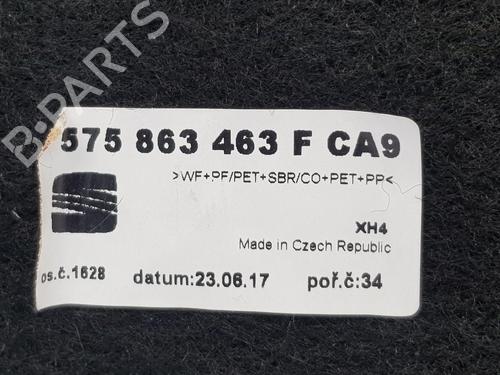 B-PARTS
575 863 463 F CA9
>WF+PF/PET+SBR/CO+PET+PP<
XH4
Made in Czech Republic
os.č.1628 datum:23.06.17 poř.č:34